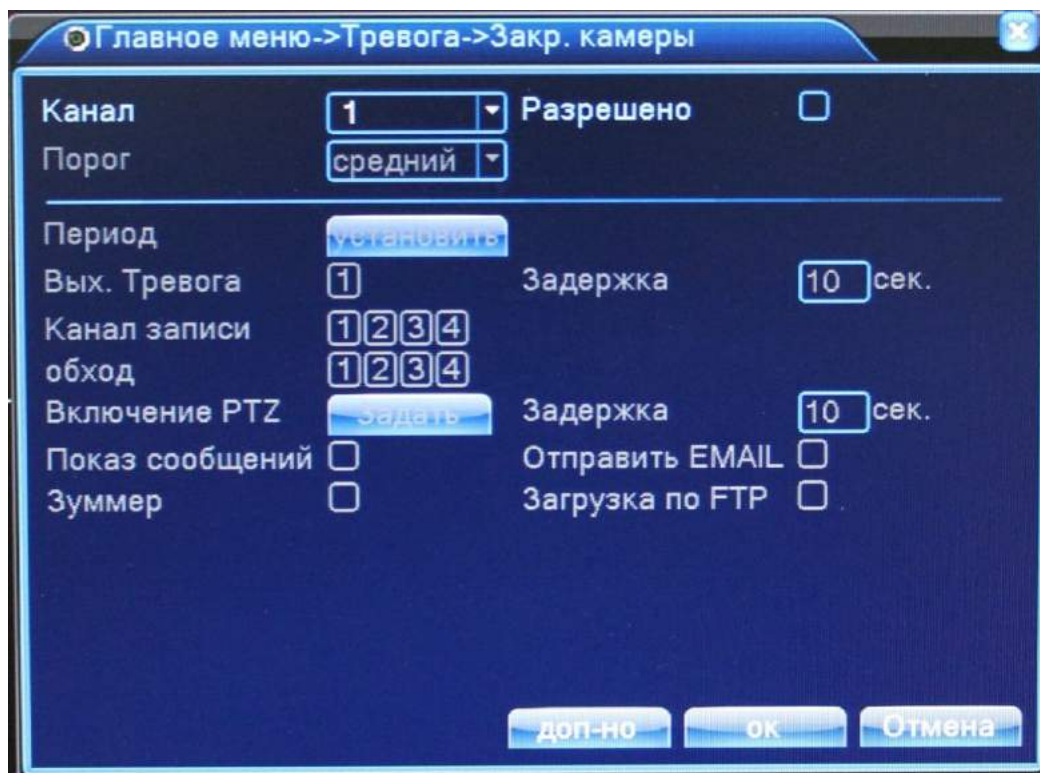 Главное меню->Тревога->Закр. камеры
Канал 1 Разрешено
Порог средний
Период установить
Вых. Тревога 1 Задержка 10 сек.
Канал записи 1 2 3 4
обход 1 2 3 4
Включение PTZ Задать Задержка 10 сек.
Показ сообщений Отправить EMAIL
Зуммер Загрузка по FTP
доп-но ок Отмена